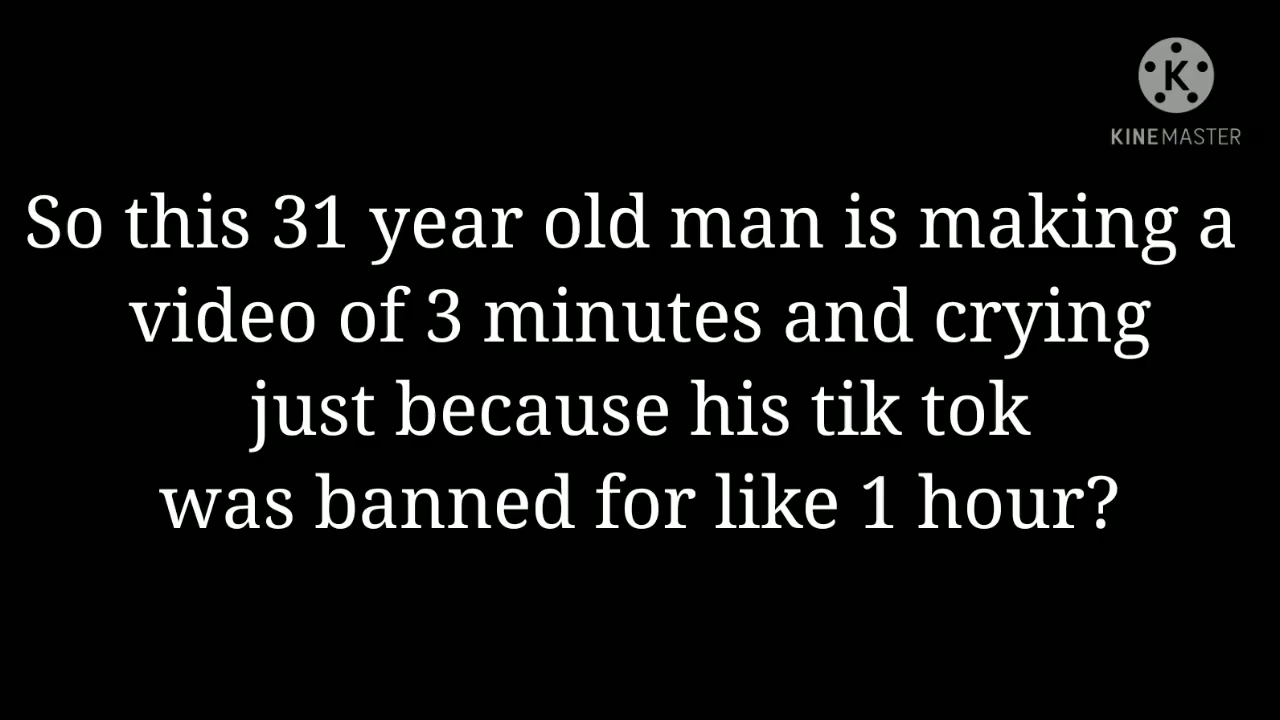 K
KINEMASTER
So this 31 year old man is making a
video of 3 minutes and crying
just because his tik tok
was banned for like 1 hour?